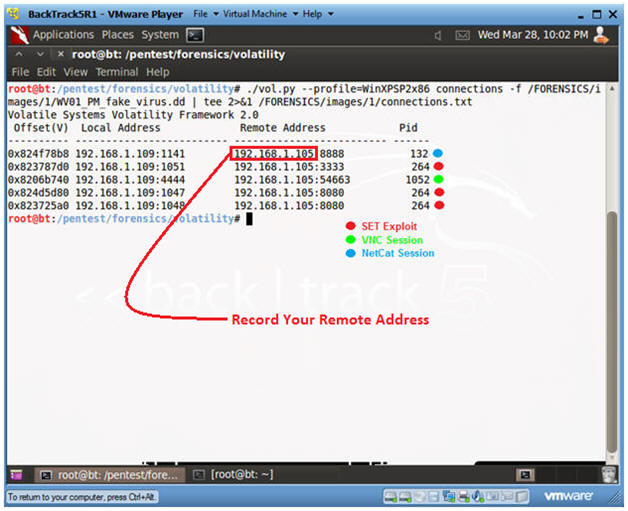 BackTrack5R1 - VMware Player File Virtual Machine Help
Applications Places System Wed Mar 28, 10:02 PM
root@bt: /pentest/forensics/volatility
File Edit View Terminal Help
root@bt:/pentest/forensics/volatility# ./vol.py --profile=WinXPSP2x86 connections -f /FORENSICS/i
mages/1/WV01_PM_fake_virus.dd | tee 2>&1 /FORENSICS/images/1/connections.txt
Volatile Systems Volatility Framework 2.0
Offset(V) Local Address Remote Address Pid
---------- ------------------------- ------------------------- ------
0x824f78b8 192.168.1.109:1141 192.168.1.105:8888 132
0x823787d0 192.168.1.109:1051 192.168.1.105:3333 264
0x8206b740 192.168.1.109:4444 192.168.1.105:54663 1052
0x824d5d80 192.168.1.109:1047 192.168.1.105:8080 264
0x823725a0 192.168.1.109:1048 192.168.1.105:8080 264
root@bt:/pentest/forensics/volatility#
SET Exploit
VNC Session
NetCat Session
<< back | track 5
Record Your Remote Address
root@bt: /pentest/fore... [root@bt: ~]
To return to your computer, press Ctrl+Alt.
vmware